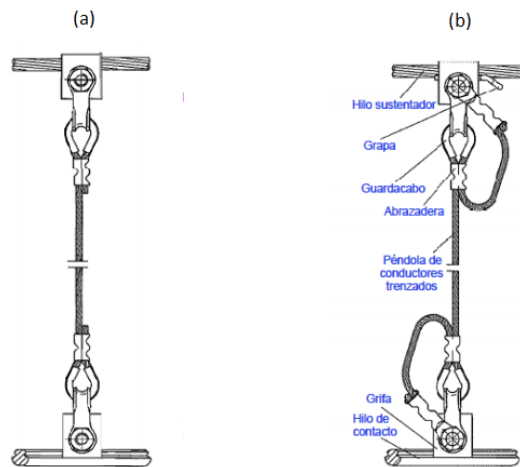 (a)
(b)
Hilo sustentador
Grapa
Guardacabo
Abrazadera
Péndola de
conductores
trenzados
Grifa
Hilo de
contacto